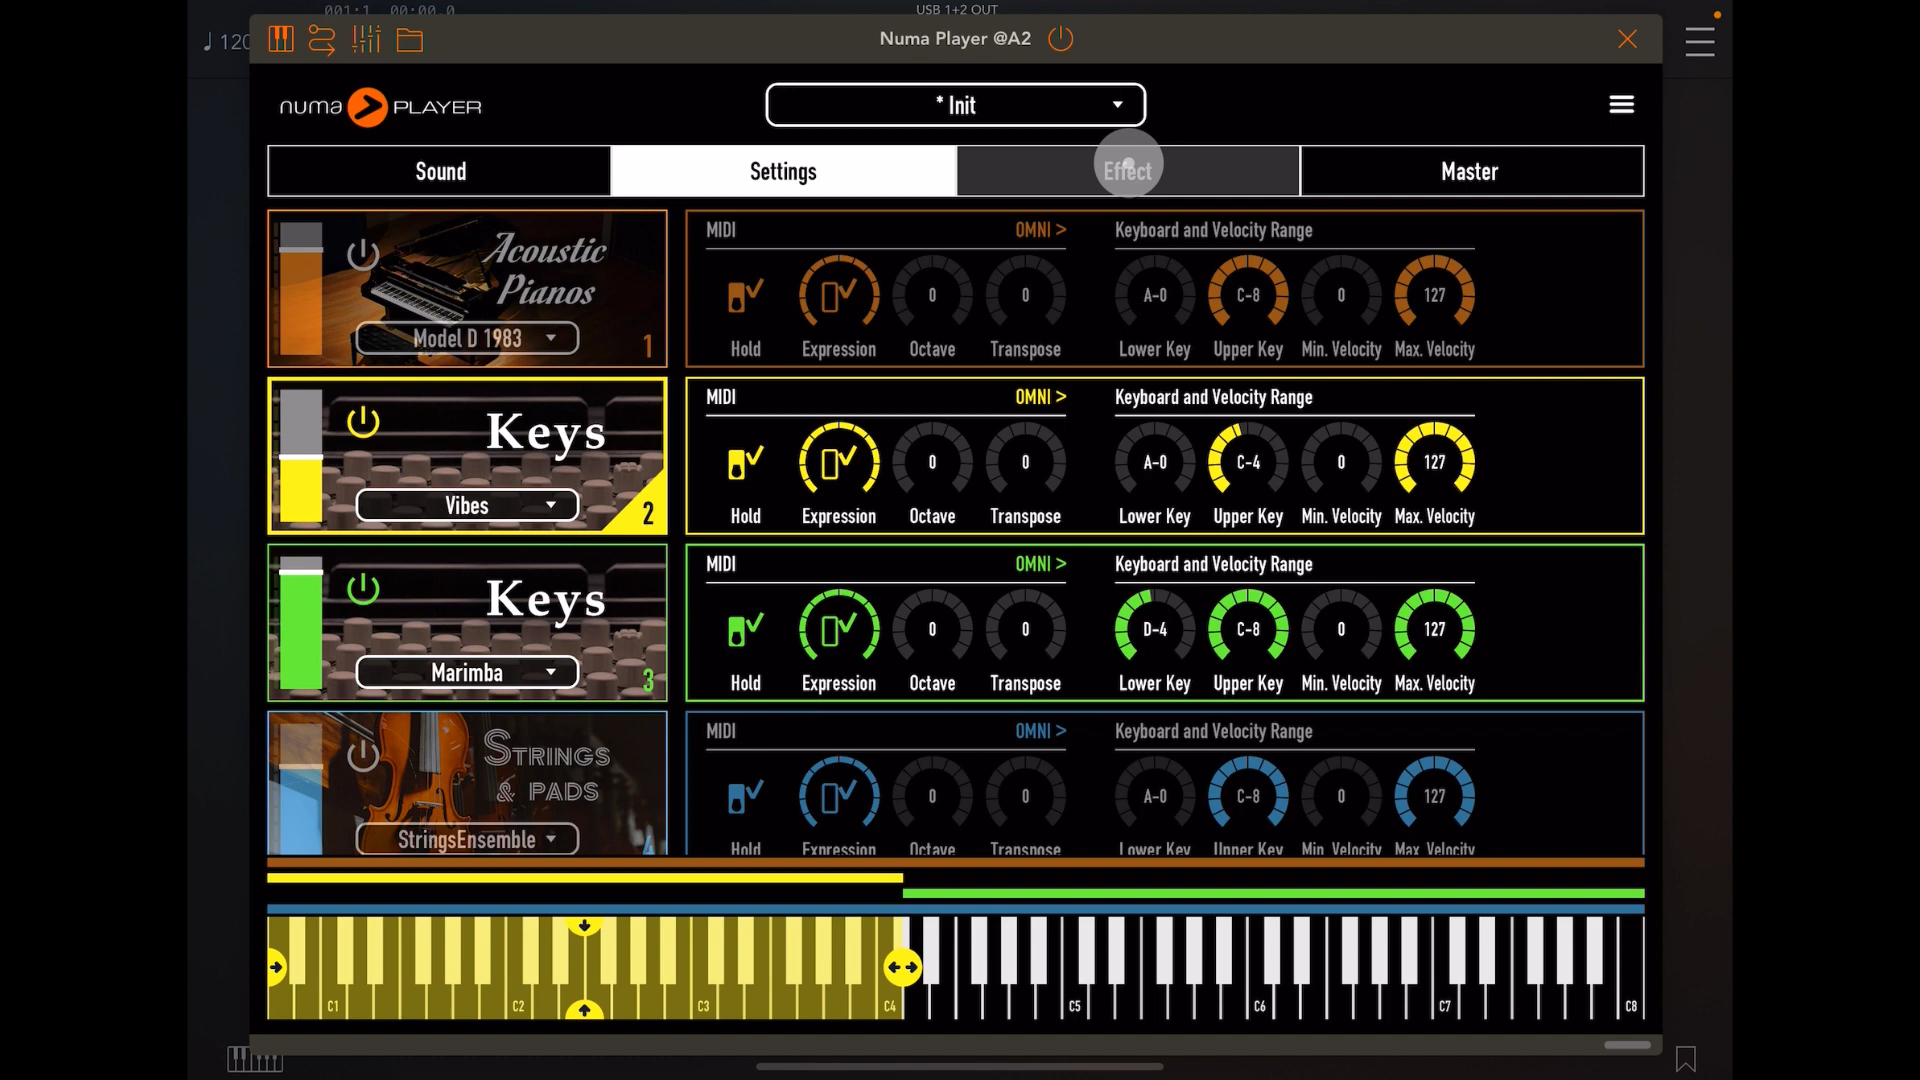 001:1 00:00.0
USB 1+2 OUT
♩ 120
Numa Player @A2
numa PLAYER
* Init
Sound
Settings
Effect
Master
Acoustic
Pianos
Model D 1983
1
MIDI
OMNI >
Keyboard and Velocity Range
0
0
A-0
C-8
0
127
Hold
Expression
Octave
Transpose
Lower Key
Upper Key
Min. Velocity
Max. Velocity
Keys
Vibes
2
MIDI
OMNI >
Keyboard and Velocity Range
0
0
A-0
C-4
0
127
Hold
Expression
Octave
Transpose
Lower Key
Upper Key
Min. Velocity
Max. Velocity
Keys
Marimba
3
MIDI
OMNI >
Keyboard and Velocity Range
0
0
D-4
C-8
0
127
Hold
Expression
Octave
Transpose
Lower Key
Upper Key
Min. Velocity
Max. Velocity
STRINGS
& PADS
StringsEnsemble
4
MIDI
OMNI >
Keyboard and Velocity Range
0
0
A-0
C-8
0
127
Hold
Expression
Octave
Transpose
Lower Key
Upper Key
Min. Velocity
Max. Velocity
C1
C2
C3
C4
C5
C6
C7
C8